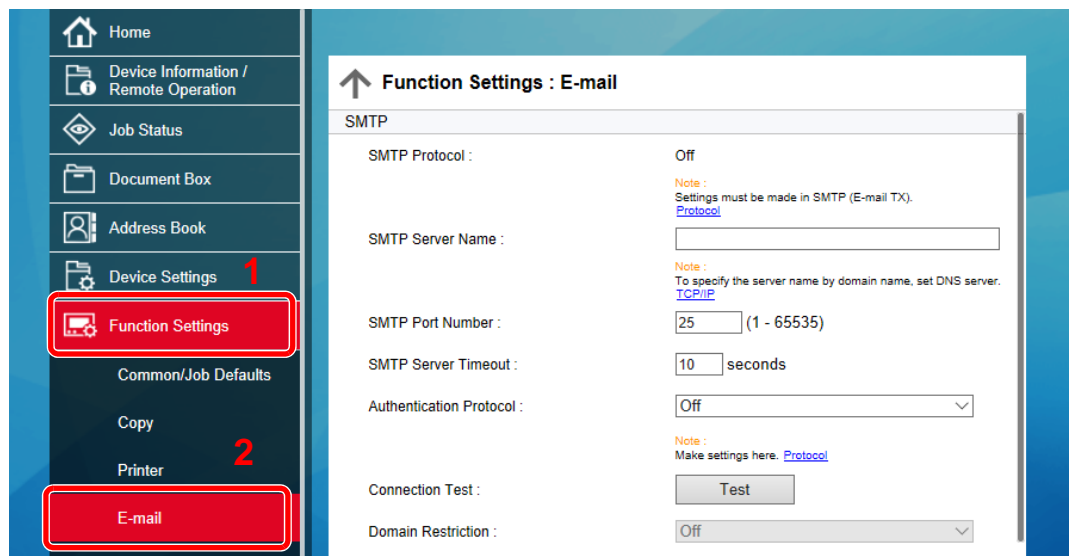 Home
Device Information /
Remote Operation
Job Status
Document Box
Address Book
Device Settings
1
Function Settings
Common/Job Defaults
Copy
Printer
2
E-mail
Function Settings : E-mail
SMTP
SMTP Protocol : Off
Note :
Settings must be made in SMTP (E-mail TX).
Protocol
SMTP Server Name :
Note :
To specify the server name by domain name, set DNS server.
TCP/IP
SMTP Port Number : 25 (1 - 65535)
SMTP Server Timeout : 10 seconds
Authentication Protocol : Off
Note :
Make settings here. Protocol
Connection Test : Test
Domain Restriction : Off